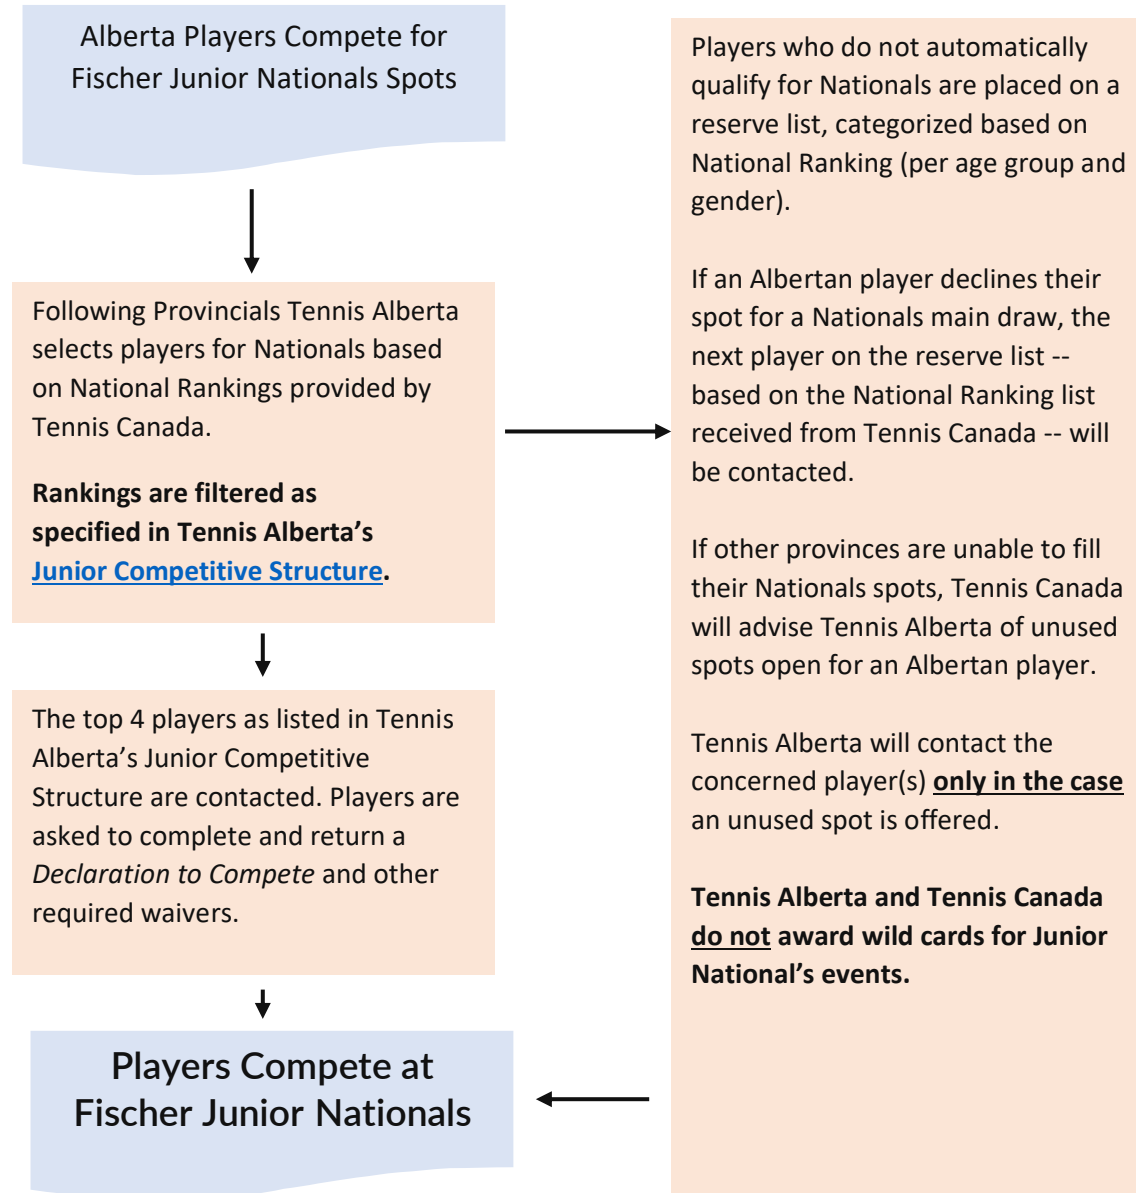 Alberta Players Compete for
Fischer Junior Nationals Spots
Following Provincials Tennis Alberta
selects players for Nationals based
on National Rankings provided by
Tennis Canada.
Rankings are filtered as
specified in Tennis Alberta’s
Junior Competitive Structure.
The top 4 players as listed in Tennis
Alberta’s Junior Competitive
Structure are contacted. Players are
asked to complete and return a
Declaration to Compete and other
required waivers.
Players who do not automatically
qualify for Nationals are placed on a
reserve list, categorized based on
National Ranking (per age group and
gender).
If an Albertan player declines their
spot for a Nationals main draw, the
next player on the reserve list --
based on the National Ranking list
received from Tennis Canada -- will
be contacted.
If other provinces are unable to fill
their Nationals spots, Tennis Canada
will advise Tennis Alberta of unused
spots open for an Albertan player.
Tennis Alberta will contact the
concerned player(s) only in the case
an unused spot is offered.
Tennis Alberta and Tennis Canada
do not award wild cards for Junior
National’s events.
Players Compete at
Fischer Junior Nationals